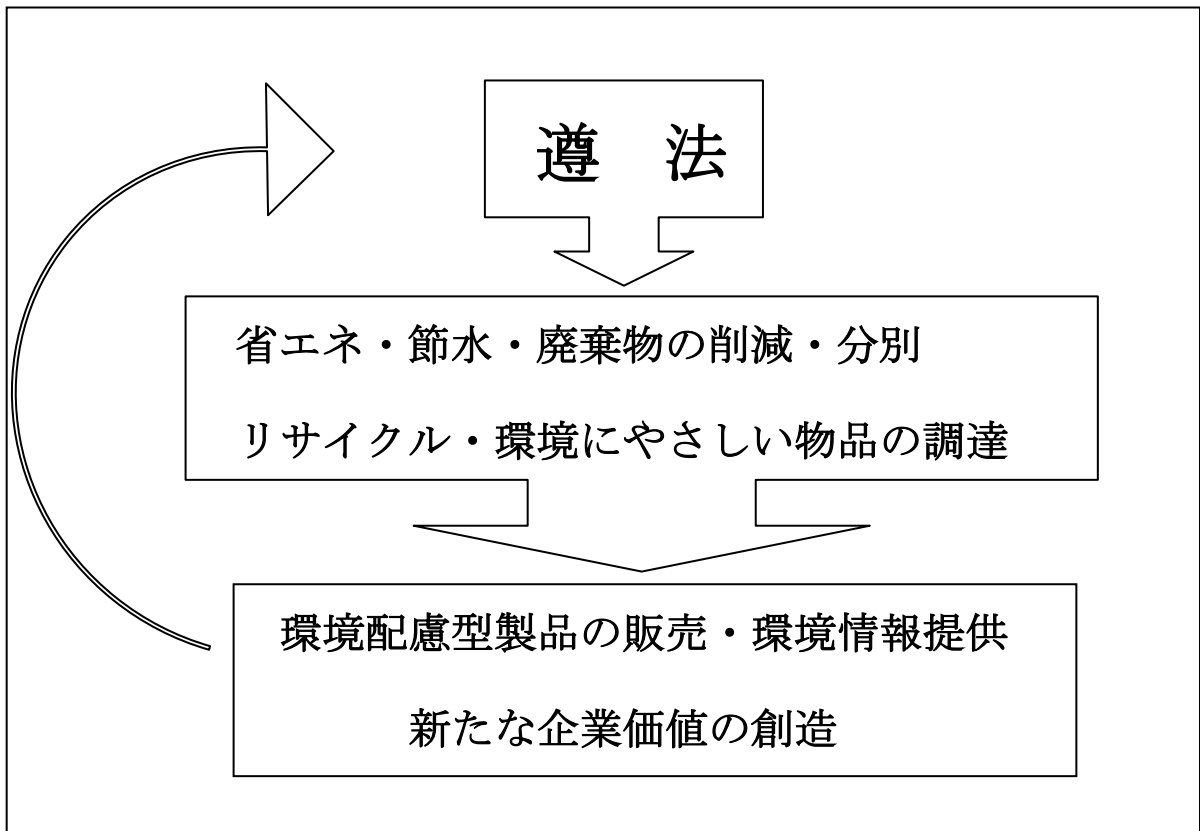 遵　法
省エネ・節水・廃棄物の削減・分別
リサイクル・環境にやさしい物品の調達
環境配慮型製品の販売・環境情報提供
新たな企業価値の創造